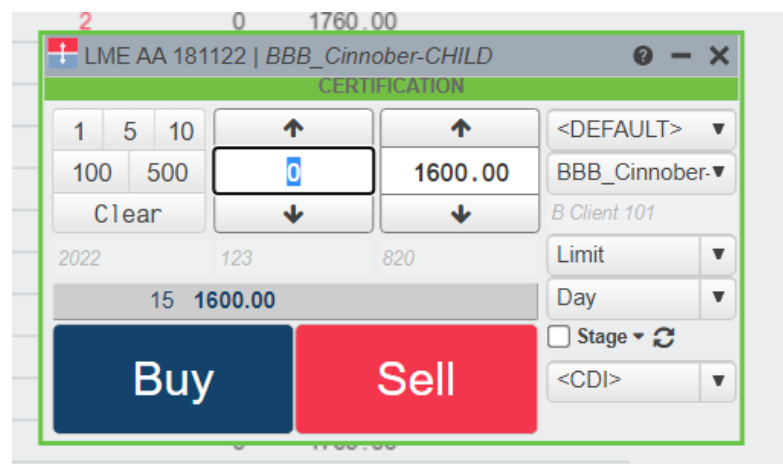 2 0 1760.00
LME AA 181122 | BBB_Cinnober-CHILD
CERTIFICATION
1 5 10
<DEFAULT>
100 500 0 1600.00 BBB_Cinnober-
Clear B Client 101
2022 123 820 Limit
15 1600.00 Day
Stage
Buy Sell <CDI>